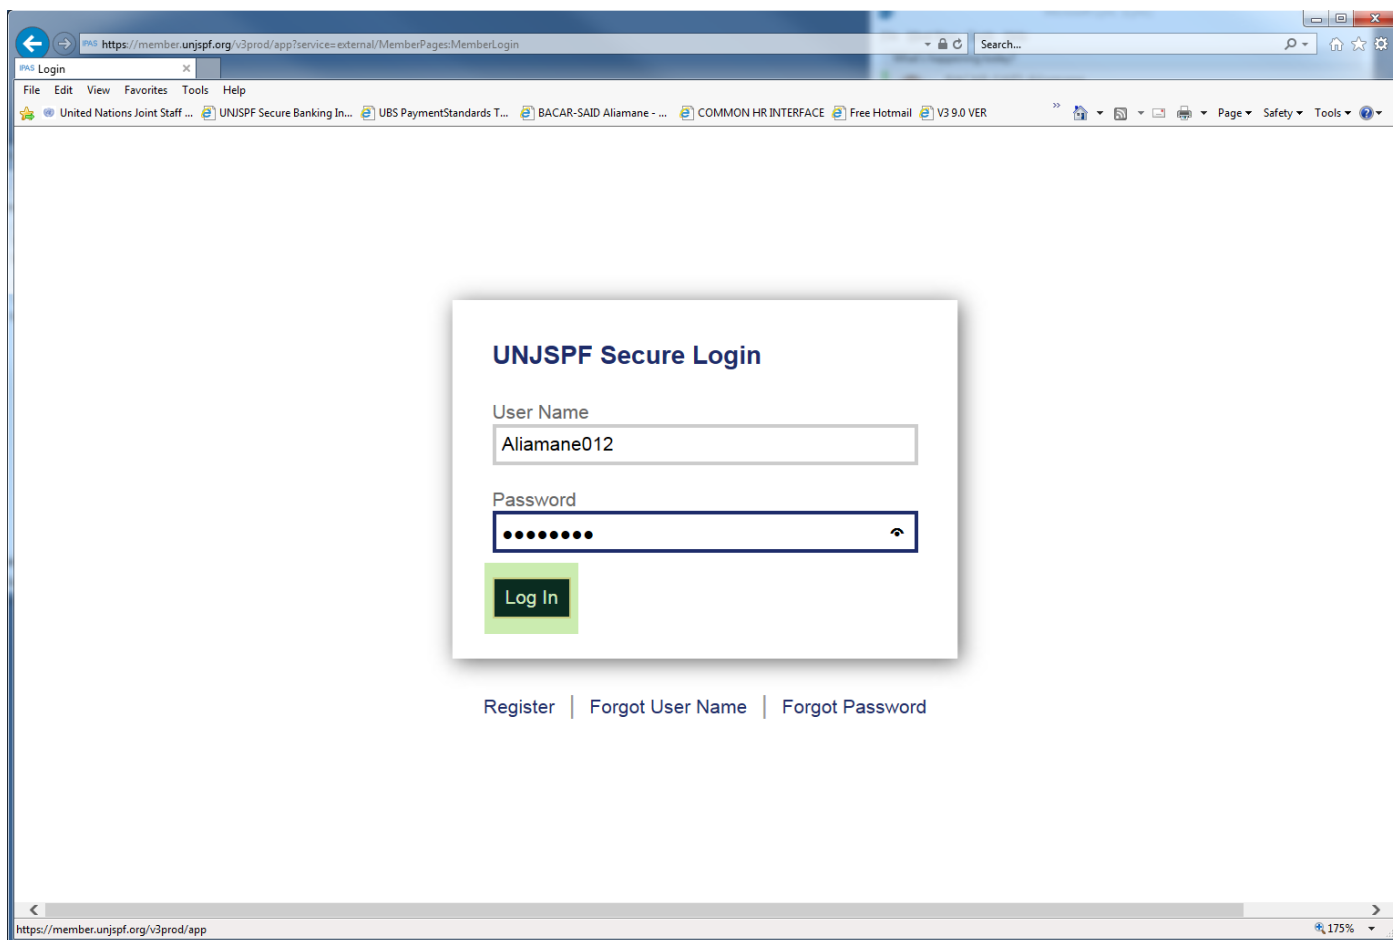 https://member.unjspf.org/v3prod/app?service=external/MemberPages:MemberLogin
Search...
IPAS Login
File Edit View Favorites Tools Help
United Nations Joint Staff ... UNJSPF Secure Banking In... UBS PaymentStandards T... BACAR-SAID Aliamane - ... COMMON HR INTERFACE Free Hotmail V3 9.0 VER » Page Safety Tools
UNJSPF Secure Login
User Name
Aliamane012
Password
Log In
Register | Forgot User Name | Forgot Password
https://member.unjspf.org/v3prod/app
175%